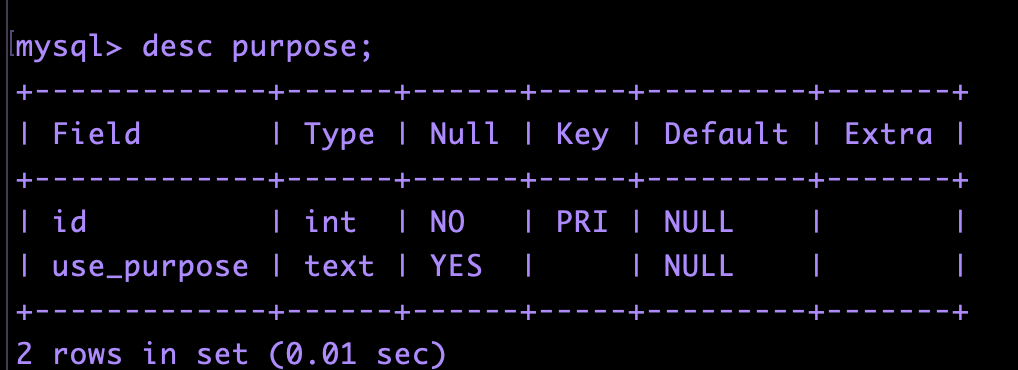 mysql> desc purpose;
+-------------+------+------+-----+---------+-------+
| Field       | Type | Null | Key | Default | Extra |
+-------------+------+------+-----+---------+-------+
| id          | int  | NO   | PRI | NULL    |       |
| use_purpose | text | YES  |     | NULL    |       |
+-------------+------+------+-----+---------+-------+
2 rows in set (0.01 sec)